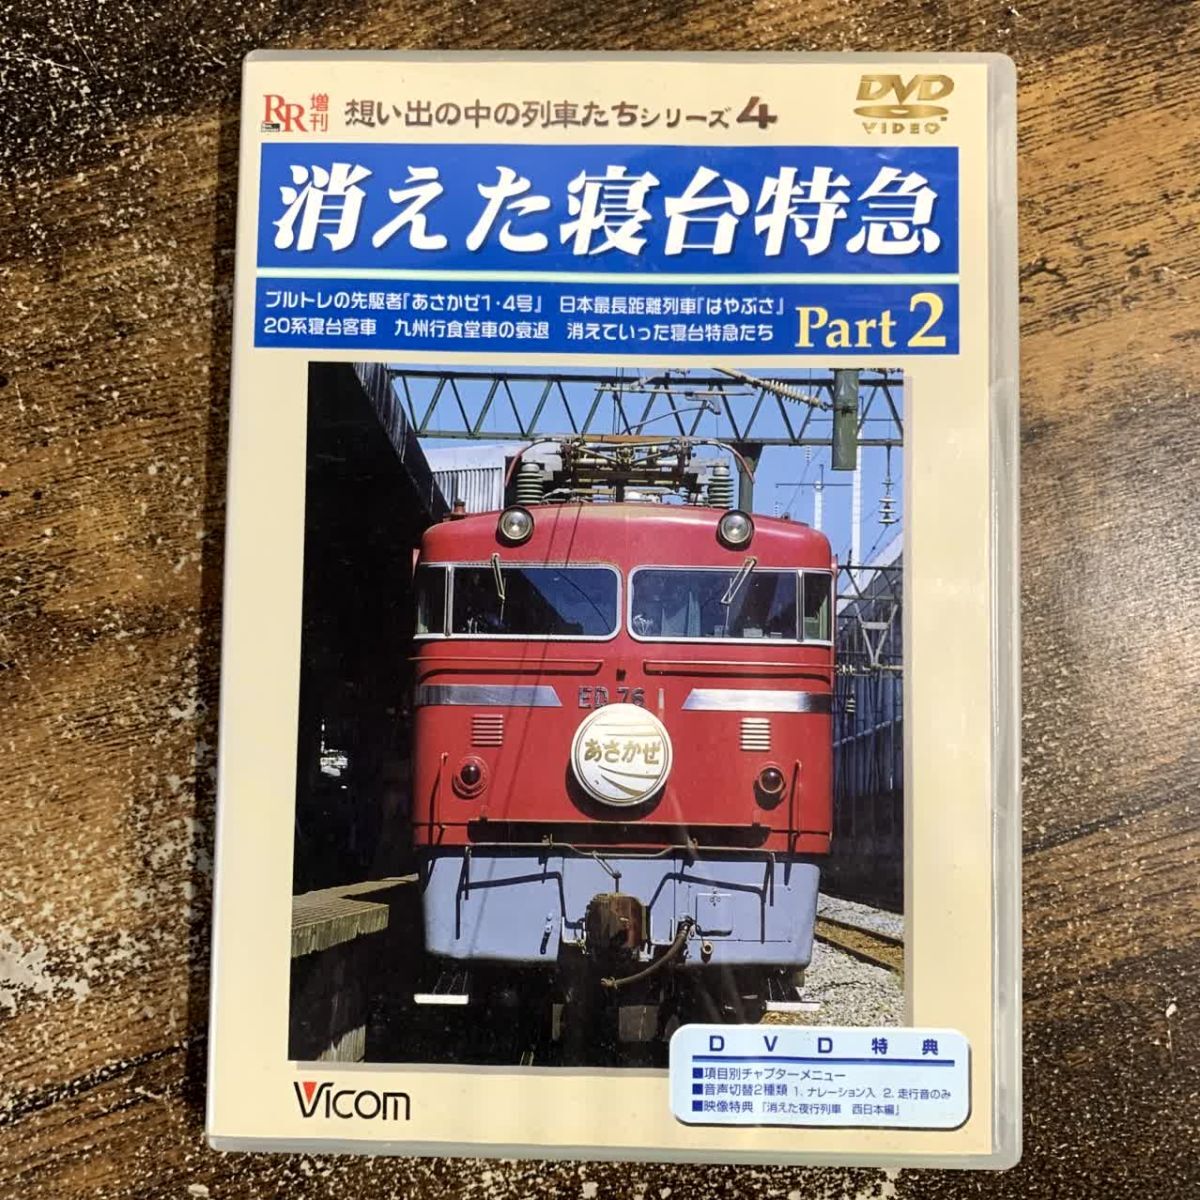 RR増刊 想い出の中の列車たちシリーズ4
DVD
VIDEO
消えた寝台特急
ブルトレの先駆者『あさかぜ1・4号』 日本最長距離列車『はやぶさ』
20系寝台客車 九州行食堂車の衰退 消えていった寝台特急たち
Part 2
ED 76
あさかぜ
DVD特典
■項目別チャプターメニュー
■音声切替2種類 1. ナレーション入 2. 走行音のみ
■映像特典 「消えた夜行列車 西日本編」
Vicom